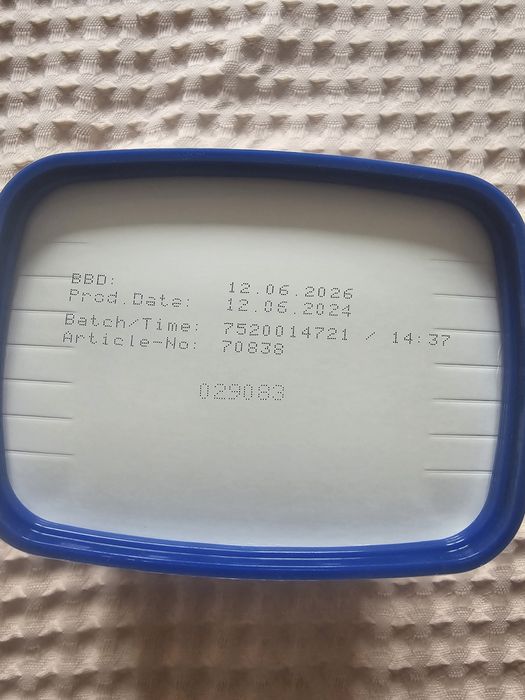 BBD: 12.06.2026
Prod.Date: 12.06.2024
Batch/Time: 7520014721 / 14:37
Article-No: 70838
029083